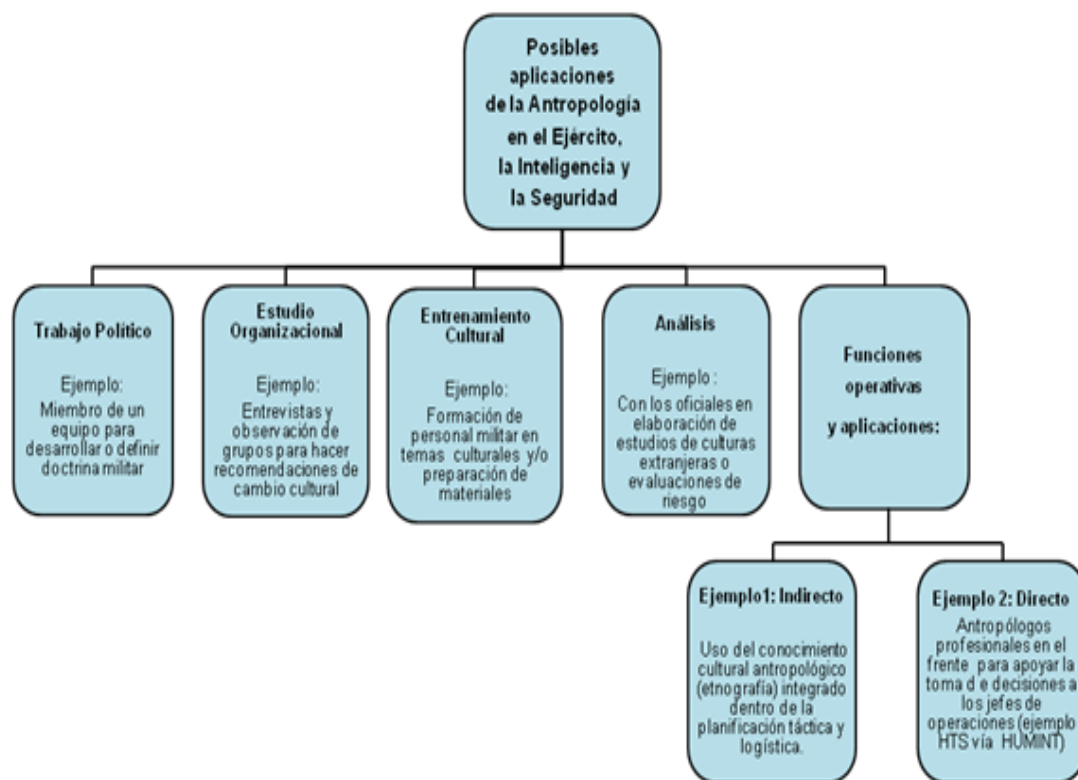 Posibles
aplicaciones
de la Antropología
en el Ejército,
la Inteligencia y
la Seguridad
Trabajo Político
Ejemplo:
Miembro de un
equipo para
desarrollar o definir
doctrina militar
Estudio
Organizacional
Ejemplo:
Entrevistas y
observación de
grupos para hacer
recomendaciones de
cambio cultural
Entrenamiento
Cultural
Ejemplo:
Formación de
personal militar en
temas culturales y/o
preparación de
materiales
Análisis
Ejemplo :
Con los oficiales en
elaboración de
estudios de culturas
extranjeras o
evaluaciones de
riesgo
Funciones
operativas
y aplicaciones:
Ejemplo1: Indirecto
Uso del conocimiento
cultural antropológico
(etnografía) integrado
dentro de la
planificación táctica y
logística.
Ejemplo 2: Directo
Antropólogos
profesionales en el
frente para apoyar la
toma d e decisiones a
los jefes de
operaciones (ejemplo
HTS vía HUMINT)